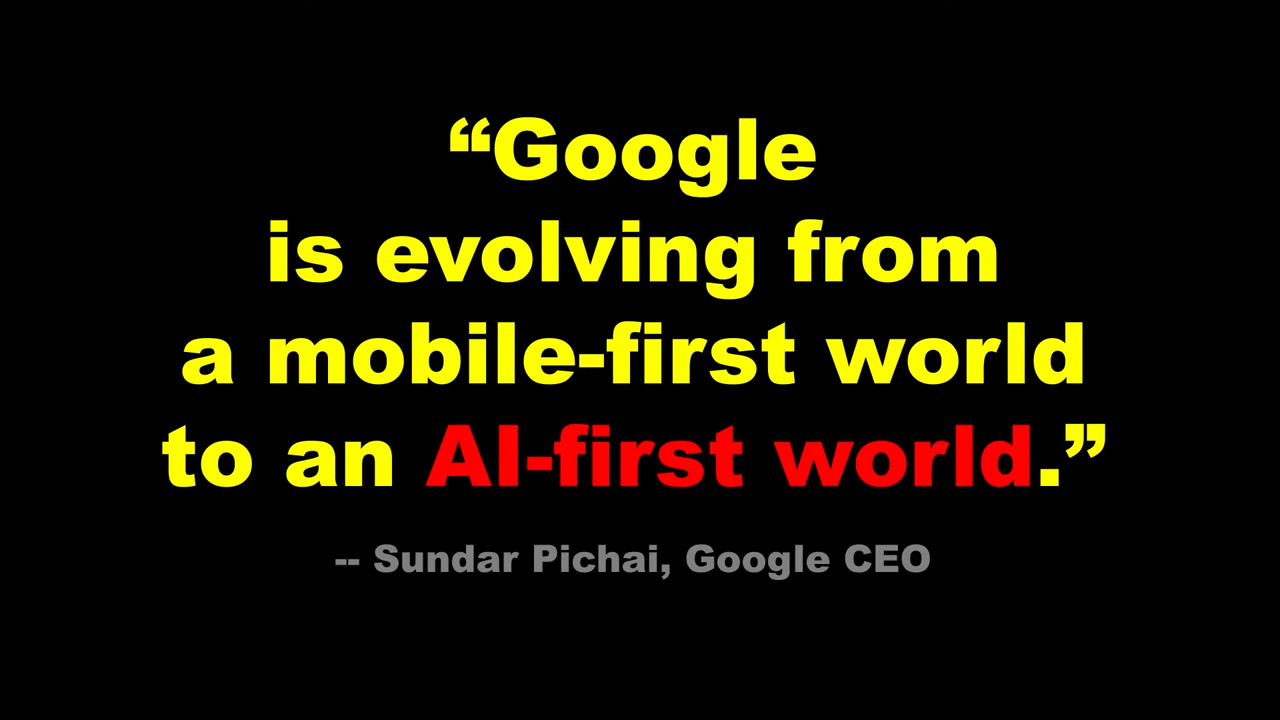 “Google
is evolving from
a mobile-first world
to an AI-first world.”
-- Sundar Pichai, Google CEO